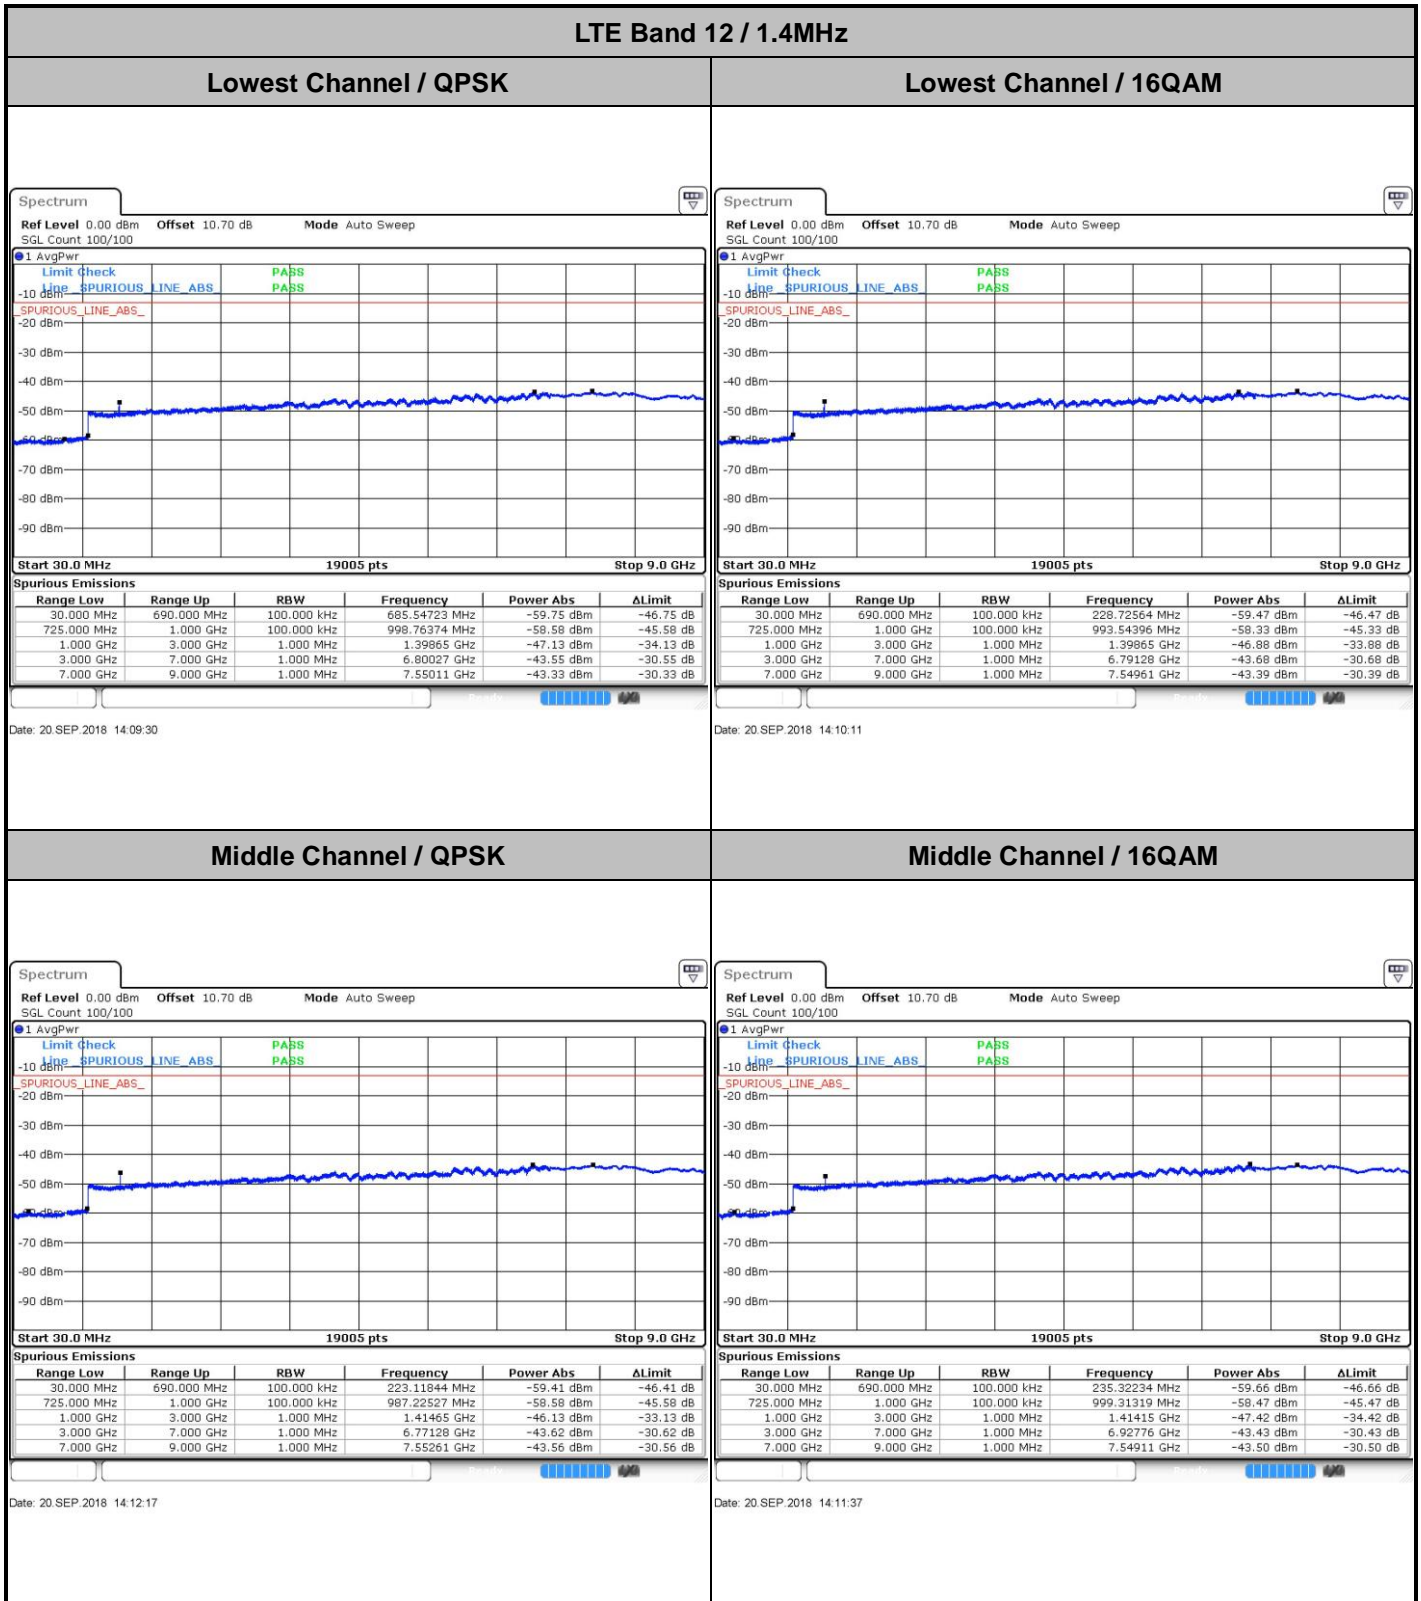 LTE Band 12 / 1.4MHz
Lowest Channel / QPSK
Lowest Channel / 16QAM
Spectrum
Ref Level 0.00 dBm Offset 10.70 dB Mode Auto Sweep
SGL Count 100/100
1 AvgPwr
Limit Check PASS
Line _SPURIOUS_LINE_ABS_ PASS
-10 dBm
_SPURIOUS_LINE_ABS_
-20 dBm
-30 dBm
-40 dBm
-50 dBm
-60 dBm
-70 dBm
-80 dBm
-90 dBm
Start 30.0 MHz 19005 pts Stop 9.0 GHz
Spurious Emissions
Range Low Range Up RBW Frequency Power Abs ΔLimit
30.000 MHz 690.000 MHz 100.000 kHz 685.54723 MHz -59.75 dBm -46.75 dB
725.000 MHz 1.000 GHz 100.000 kHz 998.76374 MHz -58.58 dBm -45.58 dB
1.000 GHz 3.000 GHz 1.000 MHz 1.39865 GHz -47.13 dBm -34.13 dB
3.000 GHz 7.000 GHz 1.000 MHz 6.80027 GHz -43.55 dBm -30.55 dB
7.000 GHz 9.000 GHz 1.000 MHz 7.55011 GHz -43.33 dBm -30.33 dB
Date: 20.SEP.2018 14:09:30
Spectrum
Ref Level 0.00 dBm Offset 10.70 dB Mode Auto Sweep
SGL Count 100/100
1 AvgPwr
Limit Check PASS
Line _SPURIOUS_LINE_ABS_ PASS
-10 dBm
_SPURIOUS_LINE_ABS_
-20 dBm
-30 dBm
-40 dBm
-50 dBm
-60 dBm
-70 dBm
-80 dBm
-90 dBm
Start 30.0 MHz 19005 pts Stop 9.0 GHz
Spurious Emissions
Range Low Range Up RBW Frequency Power Abs ΔLimit
30.000 MHz 690.000 MHz 100.000 kHz 228.72564 MHz -59.47 dBm -46.47 dB
725.000 MHz 1.000 GHz 100.000 kHz 993.54396 MHz -58.33 dBm -45.33 dB
1.000 GHz 3.000 GHz 1.000 MHz 1.39865 GHz -46.88 dBm -33.88 dB
3.000 GHz 7.000 GHz 1.000 MHz 6.79128 GHz -43.68 dBm -30.68 dB
7.000 GHz 9.000 GHz 1.000 MHz 7.54961 GHz -43.39 dBm -30.39 dB
Date: 20.SEP.2018 14:10:11
Middle Channel / QPSK
Middle Channel / 16QAM
Spectrum
Ref Level 0.00 dBm Offset 10.70 dB Mode Auto Sweep
SGL Count 100/100
1 AvgPwr
Limit Check PASS
Line _SPURIOUS_LINE_ABS_ PASS
-10 dBm
_SPURIOUS_LINE_ABS_
-20 dBm
-30 dBm
-40 dBm
-50 dBm
-60 dBm
-70 dBm
-80 dBm
-90 dBm
Start 30.0 MHz 19005 pts Stop 9.0 GHz
Spurious Emissions
Range Low Range Up RBW Frequency Power Abs ΔLimit
30.000 MHz 690.000 MHz 100.000 kHz 223.11844 MHz -59.41 dBm -46.41 dB
725.000 MHz 1.000 GHz 100.000 kHz 987.22527 MHz -58.58 dBm -45.58 dB
1.000 GHz 3.000 GHz 1.000 MHz 1.41465 GHz -46.13 dBm -33.13 dB
3.000 GHz 7.000 GHz 1.000 MHz 6.77128 GHz -43.62 dBm -30.62 dB
7.000 GHz 9.000 GHz 1.000 MHz 7.55261 GHz -43.56 dBm -30.56 dB
Date: 20.SEP.2018 14:12:17
Spectrum
Ref Level 0.00 dBm Offset 10.70 dB Mode Auto Sweep
SGL Count 100/100
1 AvgPwr
Limit Check PASS
Line _SPURIOUS_LINE_ABS_ PASS
-10 dBm
_SPURIOUS_LINE_ABS_
-20 dBm
-30 dBm
-40 dBm
-50 dBm
-60 dBm
-70 dBm
-80 dBm
-90 dBm
Start 30.0 MHz 19005 pts Stop 9.0 GHz
Spurious Emissions
Range Low Range Up RBW Frequency Power Abs ΔLimit
30.000 MHz 690.000 MHz 100.000 kHz 235.32234 MHz -59.66 dBm -46.66 dB
725.000 MHz 1.000 GHz 100.000 kHz 999.31319 MHz -58.47 dBm -45.47 dB
1.000 GHz 3.000 GHz 1.000 MHz 1.41415 GHz -47.42 dBm -34.42 dB
3.000 GHz 7.000 GHz 1.000 MHz 6.92776 GHz -43.43 dBm -30.43 dB
7.000 GHz 9.000 GHz 1.000 MHz 7.54911 GHz -43.50 dBm -30.50 dB
Date: 20.SEP.2018 14:11:37